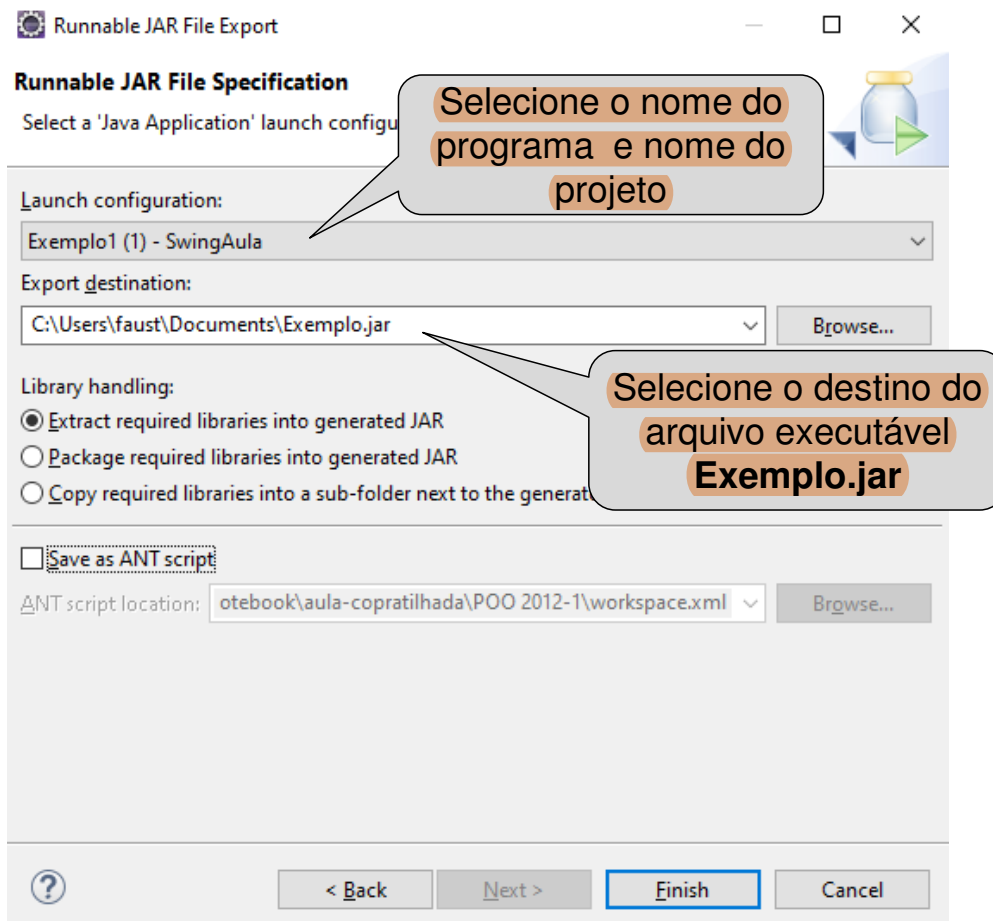 Runnable JAR File Export
Runnable JAR File Specification
Select a 'Java Application' launch configu
Selecione o nome do
programa e nome do
projeto
Launch configuration:
Exemplo1 (1) - SwingAula
Export destination:
C:\Users\faust\Documents\Exemplo.jar
Browse...
Library handling:
Extract required libraries into generated JAR
Package required libraries into generated JAR
Copy required libraries into a sub-folder next to the generat
Selecione o destino do
arquivo executável
Exemplo.jar
Save as ANT script
ANT script location: otebook\aula-copratilhada\POO 2012-1\workspace.xml Browse...
< Back Next > Finish Cancel